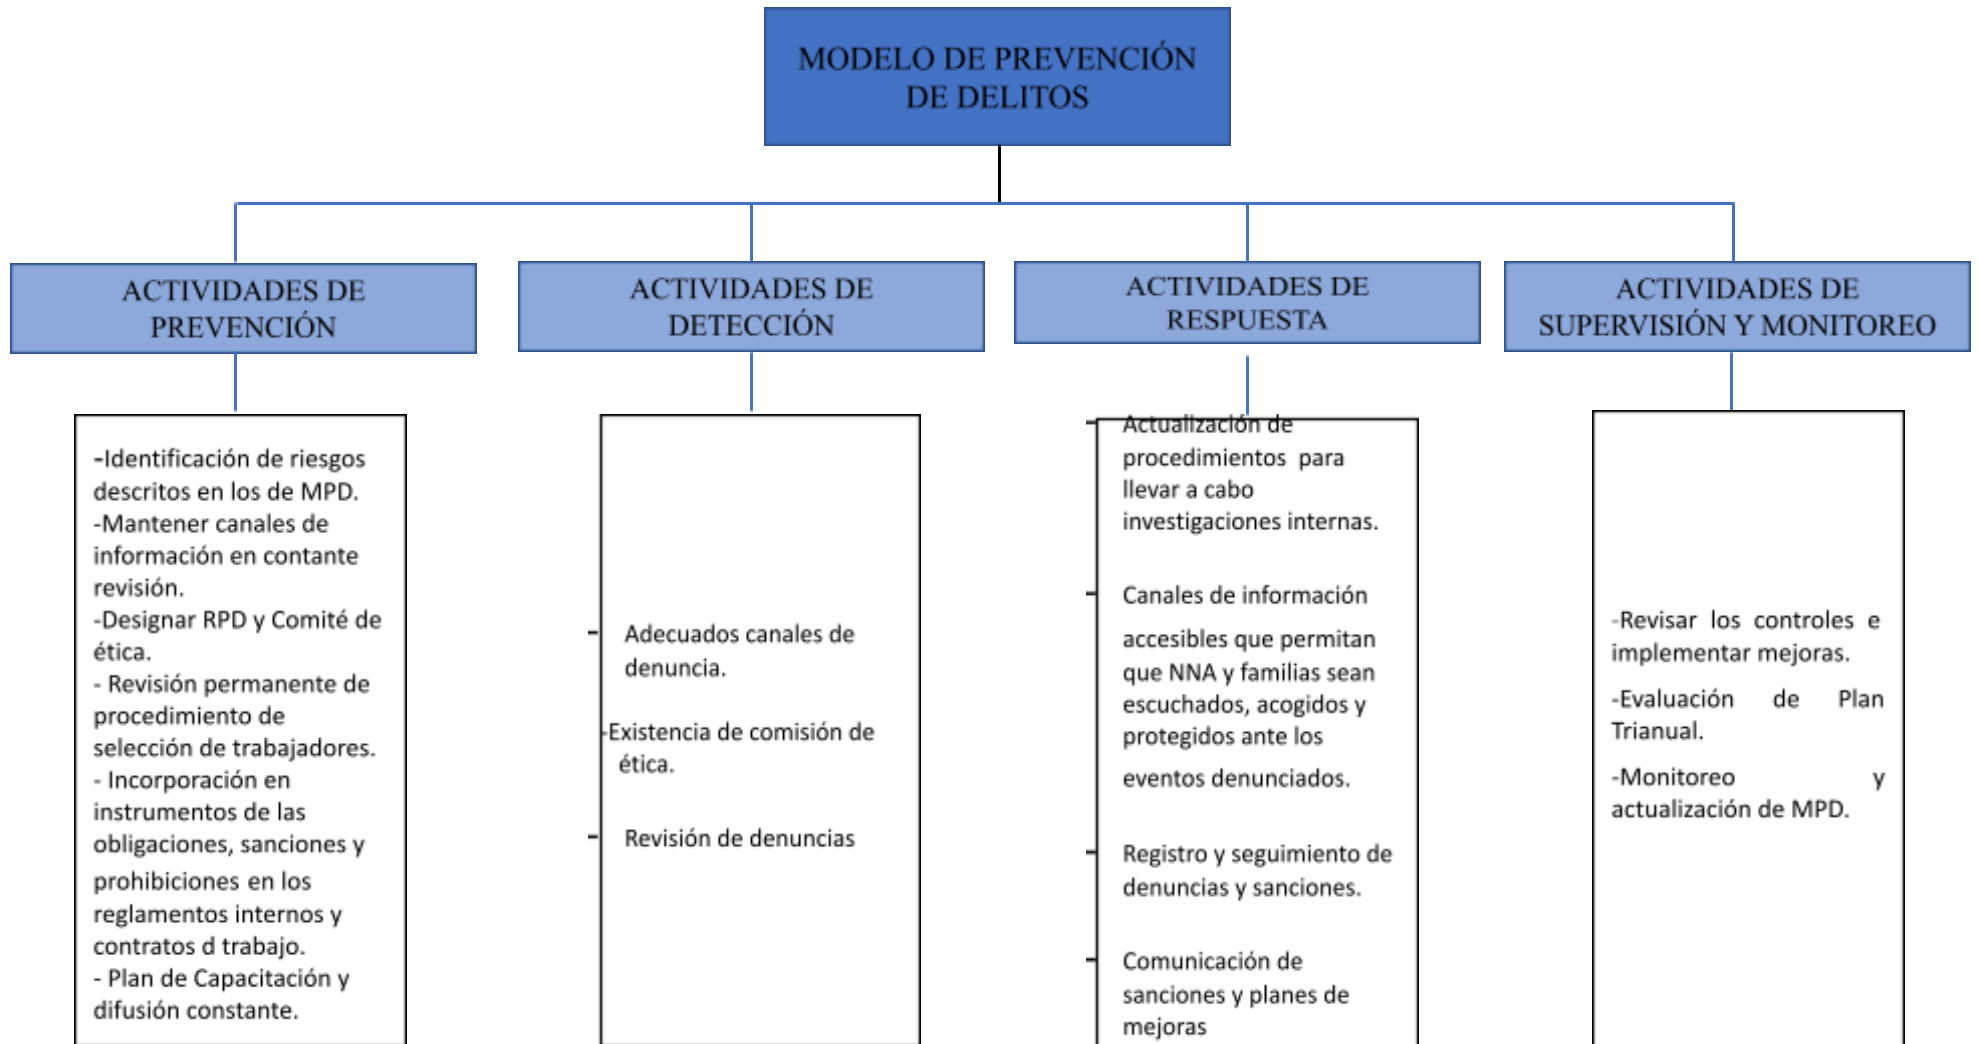 MODELO DE PREVENCIÓN
DE DELITOS
ACTIVIDADES DE
PREVENCIÓN
-Identificación de riesgos
descritos en los de MPD.
-Mantener canales de
información en contante
revisión.
-Designar RPD y Comité de
ética.
- Revisión permanente de
procedimiento de
selección de trabajadores.
- Incorporación en
instrumentos de las
obligaciones, sanciones y
prohibiciones en los
reglamentos internos y
contratos d trabajo.
- Plan de Capacitación y
difusión constante.
ACTIVIDADES DE
DETECCIÓN
- Adecuados canales de
denuncia.
-Existencia de comisión de
ética.
- Revisión de denuncias
ACTIVIDADES DE
RESPUESTA
- Actualización de
procedimientos para
llevar a cabo
investigaciones internas.
- Canales de información
accesibles que permitan
que NNA y familias sean
escuchados, acogidos y
protegidos ante los
eventos denunciados.
- Registro y seguimiento de
denuncias y sanciones.
- Comunicación de
sanciones y planes de
mejoras
ACTIVIDADES DE
SUPERVISIÓN Y MONITOREO
-Revisar los controles e
implementar mejoras.
-Evaluación de Plan
Trianual.
-Monitoreo y
actualización de MPD.